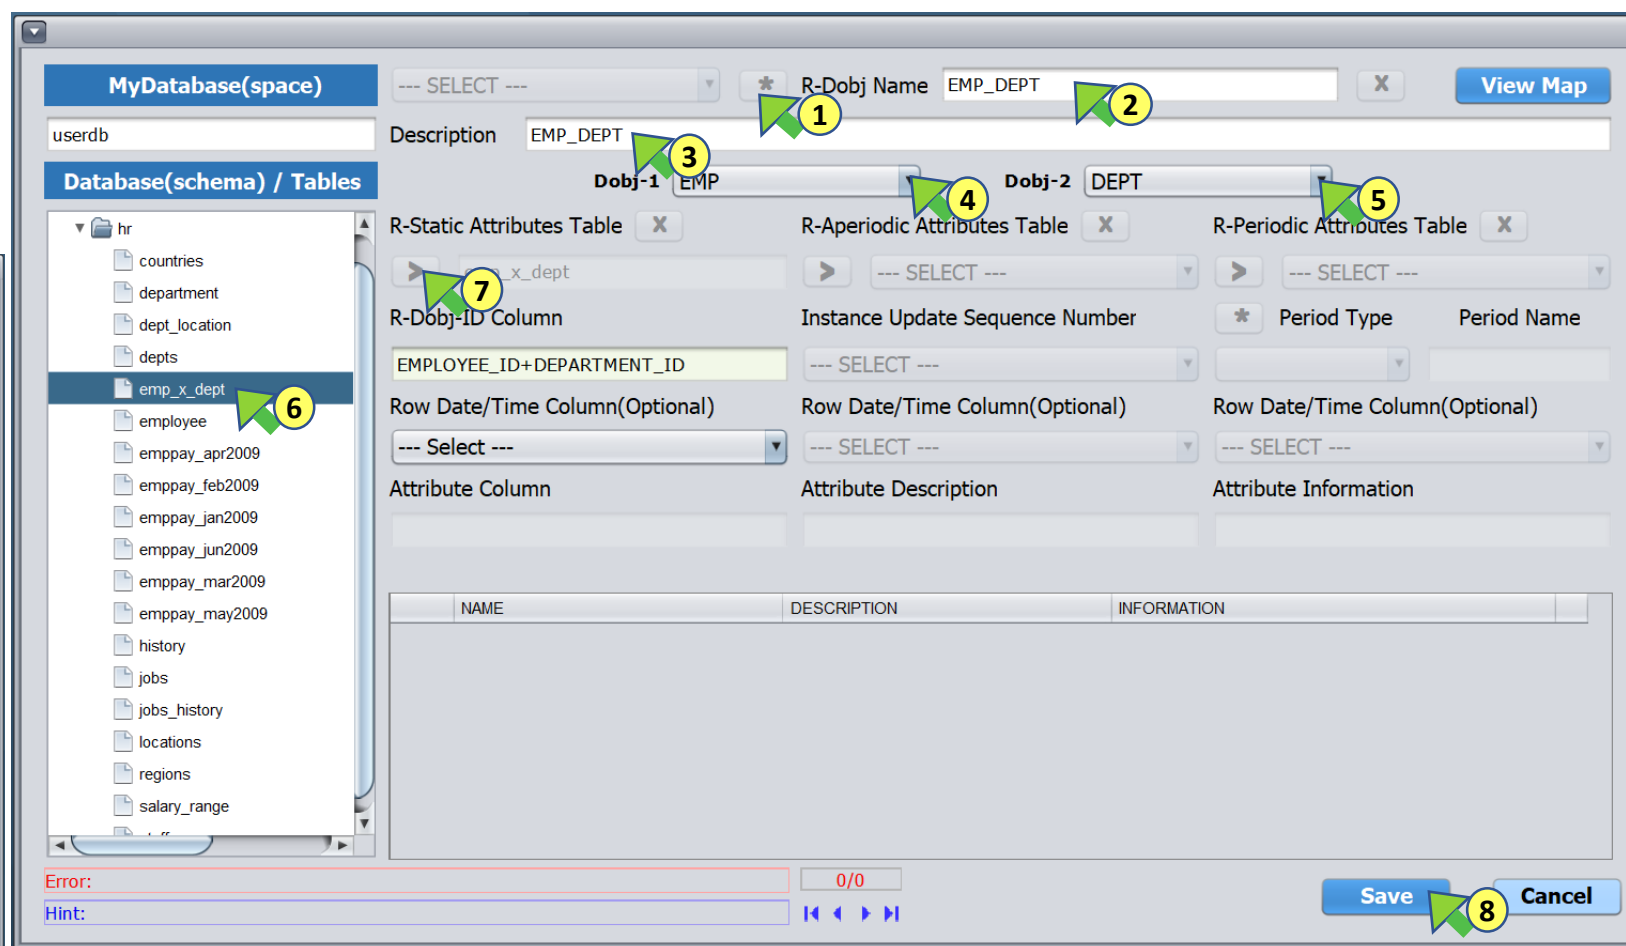 MyDatabase(space)
--- SELECT ---
*
R-Dobj Name
EMP_DEPT
X
View Map
1
2
userdb
Description
EMP_DEPT
3
Database(schema) / Tables
Dobj-1
EMP
4
Dobj-2
DEPT
5
hr
countries
department
dept_location
depts
emp_x_dept
6
employee
emppay_apr2009
emppay_feb2009
emppay_jan2009
emppay_jun2009
emppay_mar2009
emppay_may2009
history
jobs
jobs_history
locations
regions
salary_range
R-Static Attributes Table
X
R-Aperiodic Attributes Table
X
R-Periodic Attributes Table
X
>
7
emp_x_dept
>
--- SELECT ---
>
--- SELECT ---
R-Dobj-ID Column
Instance Update Sequence Number
*
Period Type
Period Name
EMPLOYEE_ID+DEPARTMENT_ID
--- SELECT ---
Row Date/Time Column(Optional)
Row Date/Time Column(Optional)
Row Date/Time Column(Optional)
--- Select ---
--- SELECT ---
--- SELECT ---
Attribute Column
Attribute Description
Attribute Information
NAME
DESCRIPTION
INFORMATION
Error:
0/0
Hint:
Save
8
Cancel